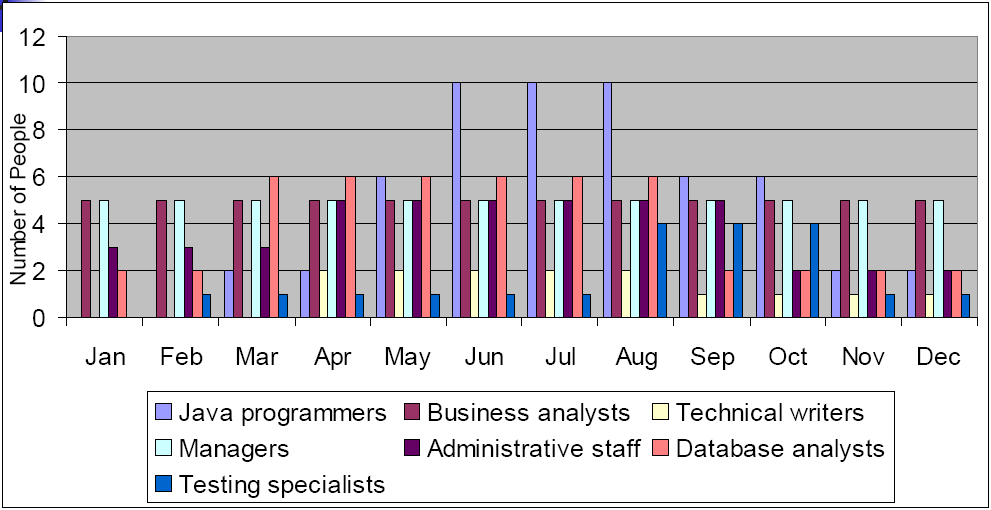 12
10
8
6
4
2
0
Number of People
Jan Feb Mar Apr May Jun Jul Aug Sep Oct Nov Dec
Java programmers Business analysts Technical writers
Managers Administrative staff Database analysts
Testing specialists